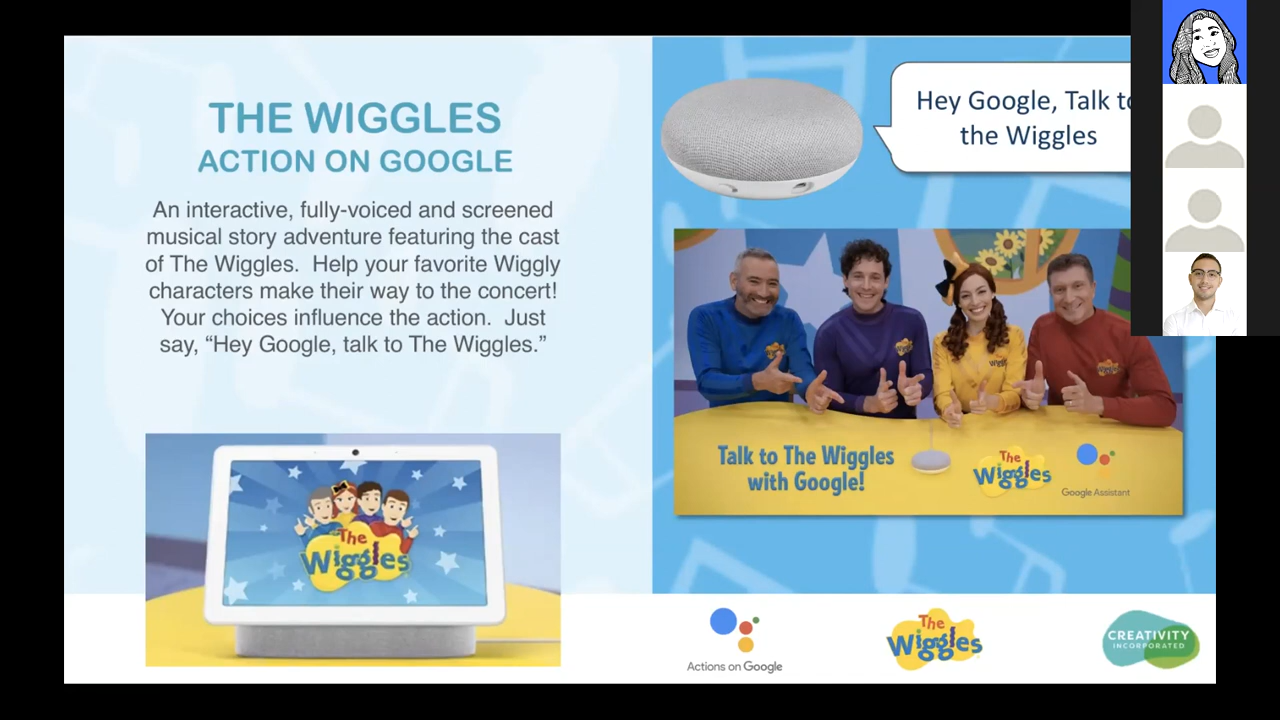 THE WIGGLES
ACTION ON GOOGLE
An interactive, fully-voiced and screened
musical story adventure featuring the cast
of The Wiggles.  Help your favorite Wiggly
characters make their way to the concert!
Your choices influence the action.  Just
say, “Hey Google, talk to The Wiggles.”
The
Wiggles
Hey Google, Talk to
the Wiggles
Talk to The Wiggles
with Google!
The
Wiggles
Google Assistant
Actions on Google
The
Wiggles
CREATIVITY
INCORPORATED